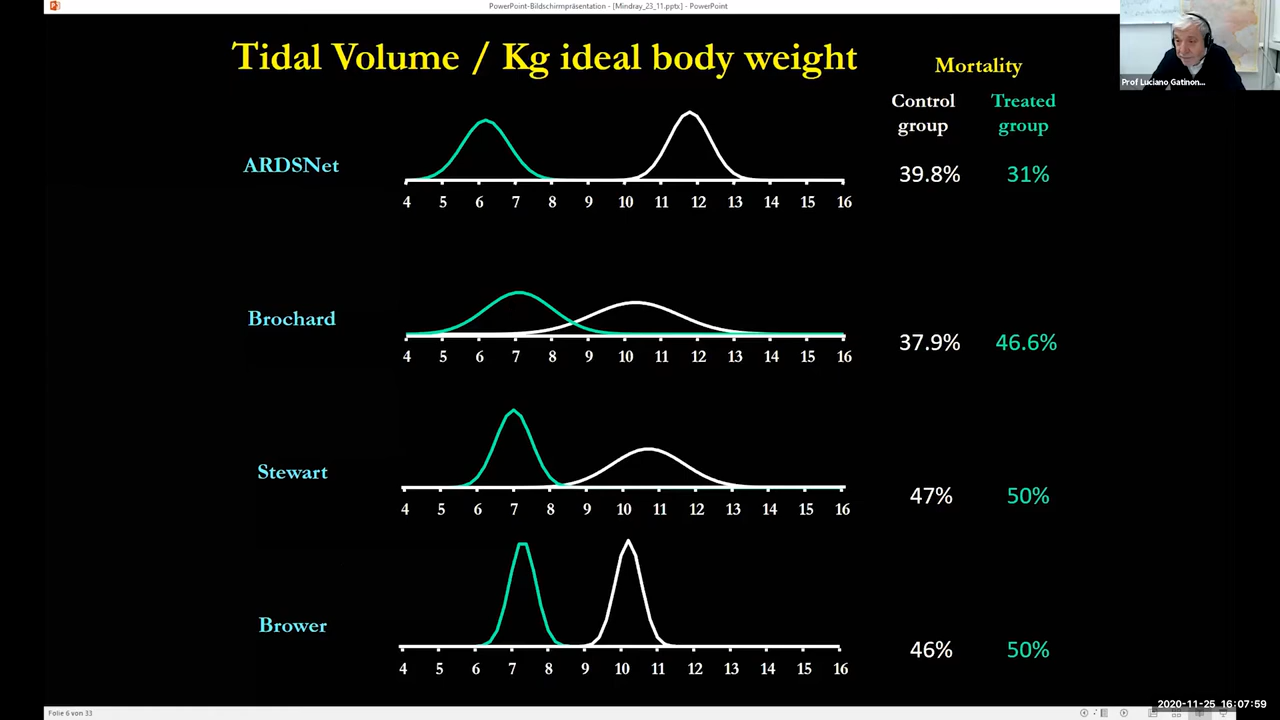 PowerPoint-Bildschirmpräsentation - [Mindray_23_11.pptx] - PowerPoint
Tidal Volume / Kg ideal body weight
Mortality
Control group
Treated group
Prof Luciano Gatinon...
ARDSNet
39.8% 31%
4 5 6 7 8 9 10 11 12 13 14 15 16
Brochard
37.9% 46.6%
4 5 6 7 8 9 10 11 12 13 14 15 16
Stewart
47% 50%
4 5 6 7 8 9 10 11 12 13 14 15 16
Brower
46% 50%
4 5 6 7 8 9 10 11 12 13 14 15 16
2020-11-25 16:07:59
Folie 6 von 33